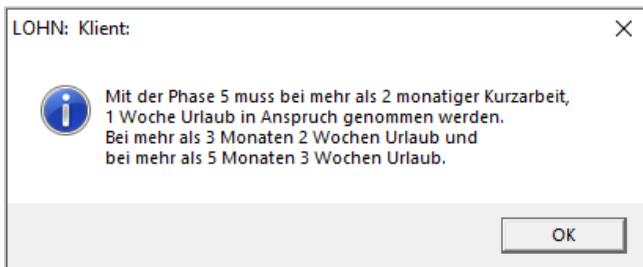 LOHN: Klient:
Mit der Phase 5 muss bei mehr als 2 monatiger Kurzarbeit,
1 Woche Urlaub in Anspruch genommen werden.
Bei mehr als 3 Monaten 2 Wochen Urlaub und
bei mehr als 5 Monaten 3 Wochen Urlaub.
OK